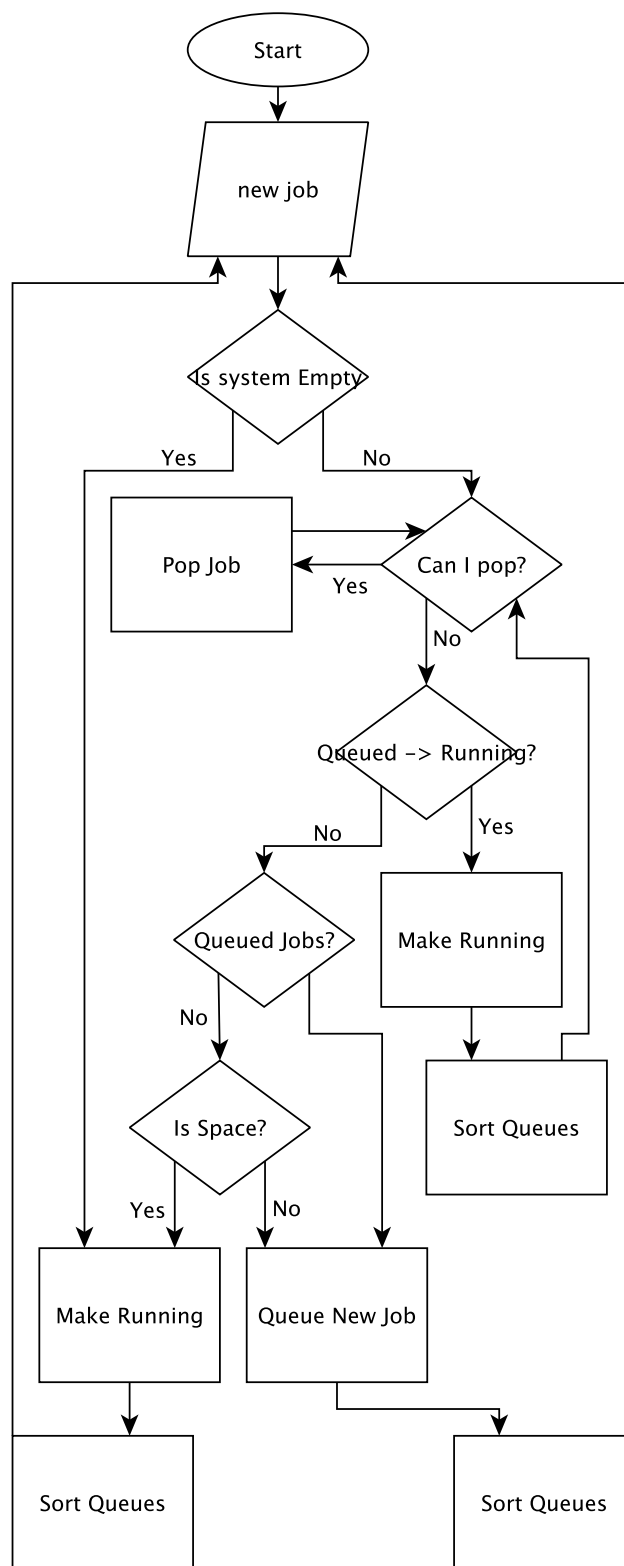 Start
new job
Is system Empty
Yes
No
Pop Job
Can I pop?
Yes
No
Queued -> Running?
No
Yes
Queued Jobs?
Make Running
No
Is Space?
Sort Queues
Yes
No
Make Running
Queue New Job
Sort Queues
Sort Queues